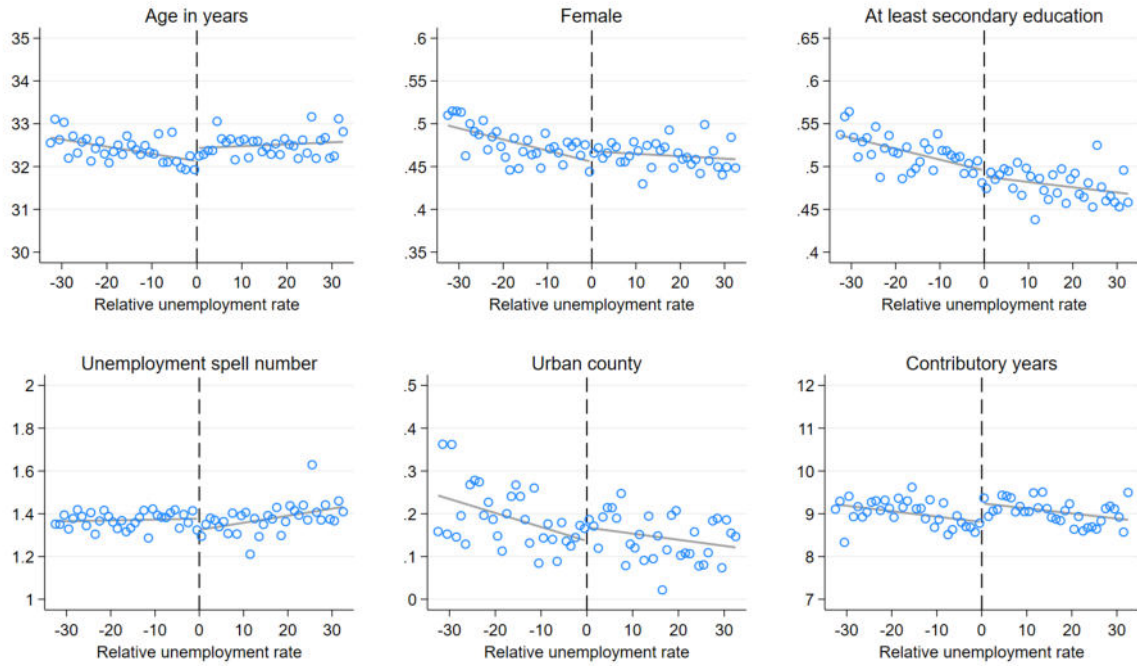 Age in years
35
34
33
32
31
30
-30 -20 -10 0 10 20 30
Relative unemployment rate
Female
.6
.55
.5
.45
.4
.35
-30 -20 -10 0 10 20 30
Relative unemployment rate
At least secondary education
.65
.6
.55
.5
.45
.4
-30 -20 -10 0 10 20 30
Relative unemployment rate
Unemployment spell number
2
1.8
1.6
1.4
1.2
1
-30 -20 -10 0 10 20 30
Relative unemployment rate
Urban county
.5
.4
.3
.2
.1
0
-30 -20 -10 0 10 20 30
Relative unemployment rate
Contributory years
12
11
10
9
8
7
-30 -20 -10 0 10 20 30
Relative unemployment rate